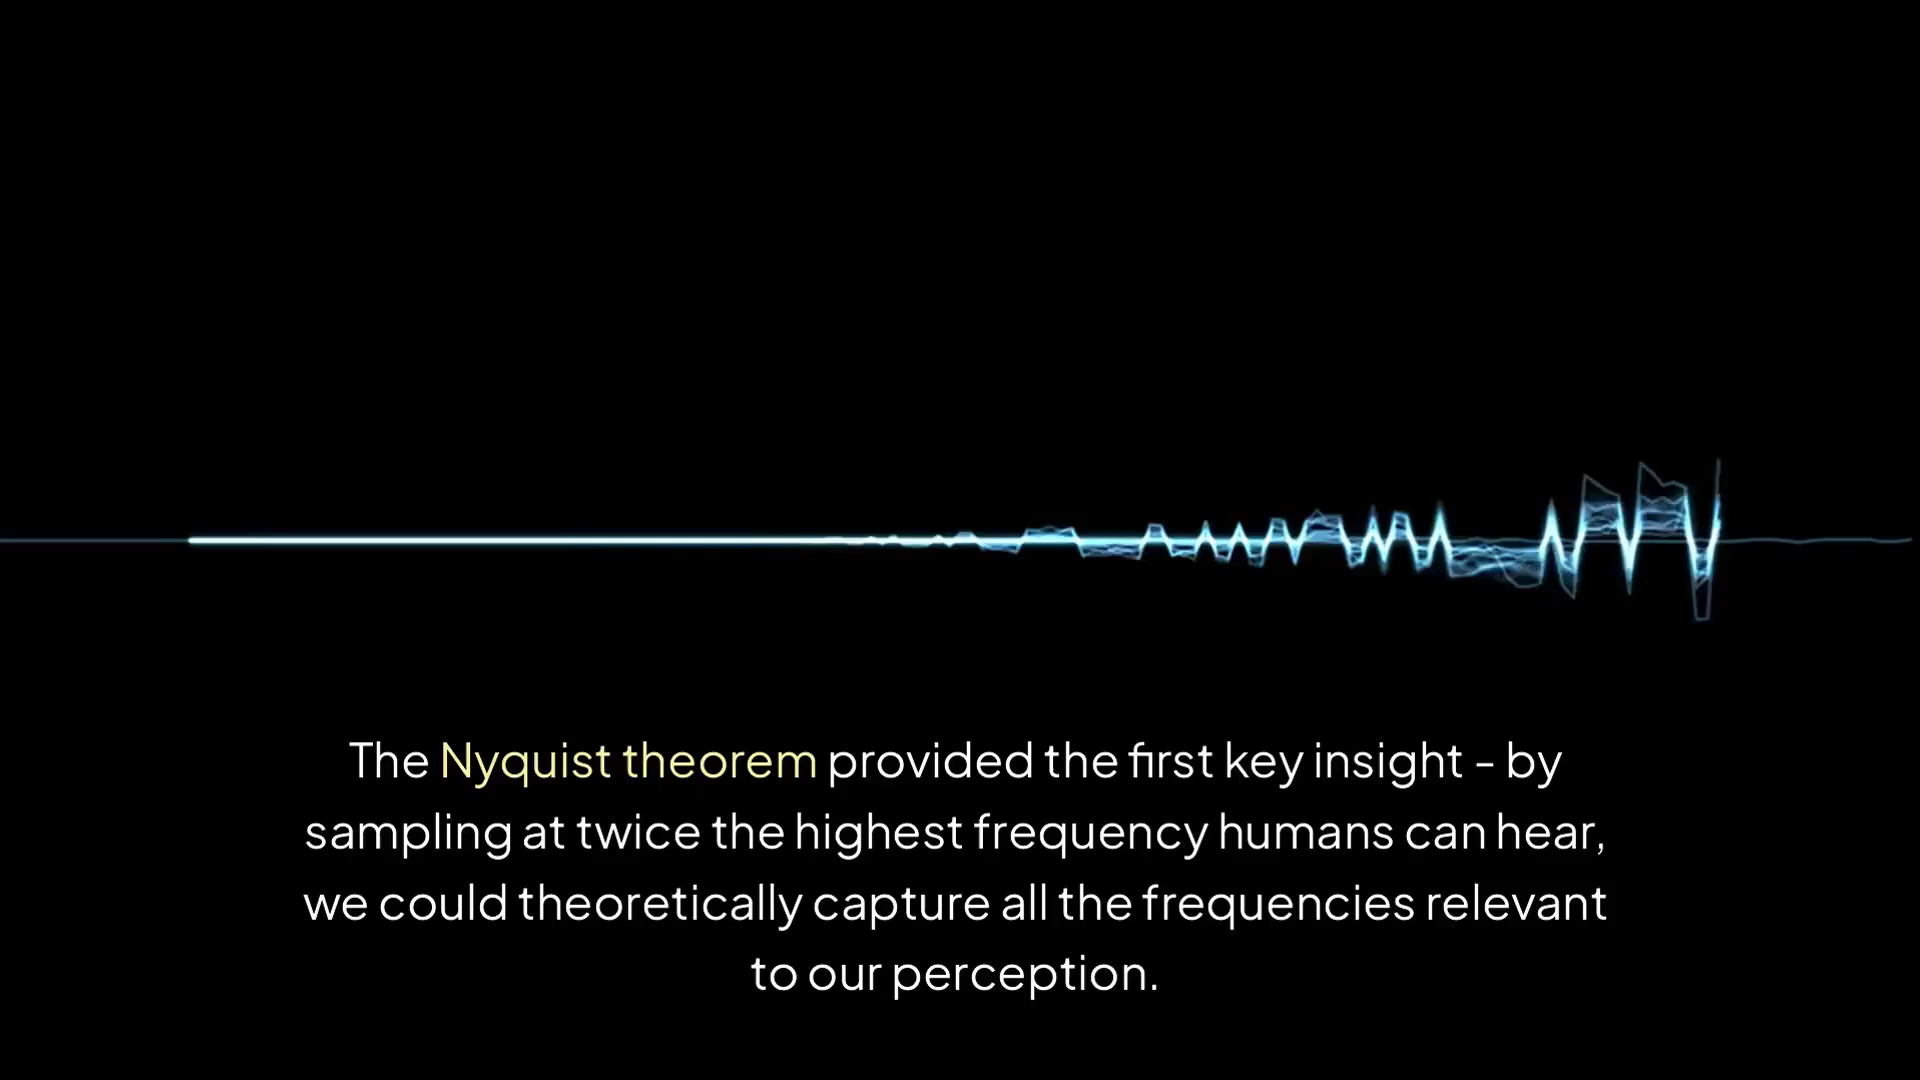 The Nyquist theorem provided the first key insight - by
sampling at twice the highest frequency humans can hear,
we could theoretically capture all the frequencies relevant
to our perception.